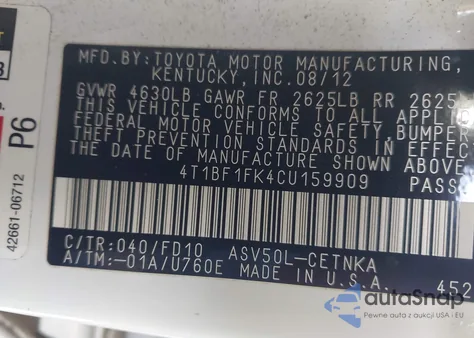 MFD.BY:TOYOTA MOTOR MANUFACTURING,
KENTUCKY,INC.08/12
GVWR 4630LB GAWR FR 2625LB RR 2625
THIS VEHICLE CONFORMS TO ALL APPLIC
FEDERAL MOTOR VEHICLE SAFETY,BUMPER
THEFT PREVENTION STANDARDS IN EFFEC
THE DATE OF MANUFACTURE SHOWN ABOVE
4T1BF1FK4CU159909 PASS
C/TR:040/FD10 ASV50L-CETNKA
A/TM:-01A/U760E MADE IN U.S.A. 452
P6
42661-06712
autoSnap
Pewne auta z aukcji USA - EU